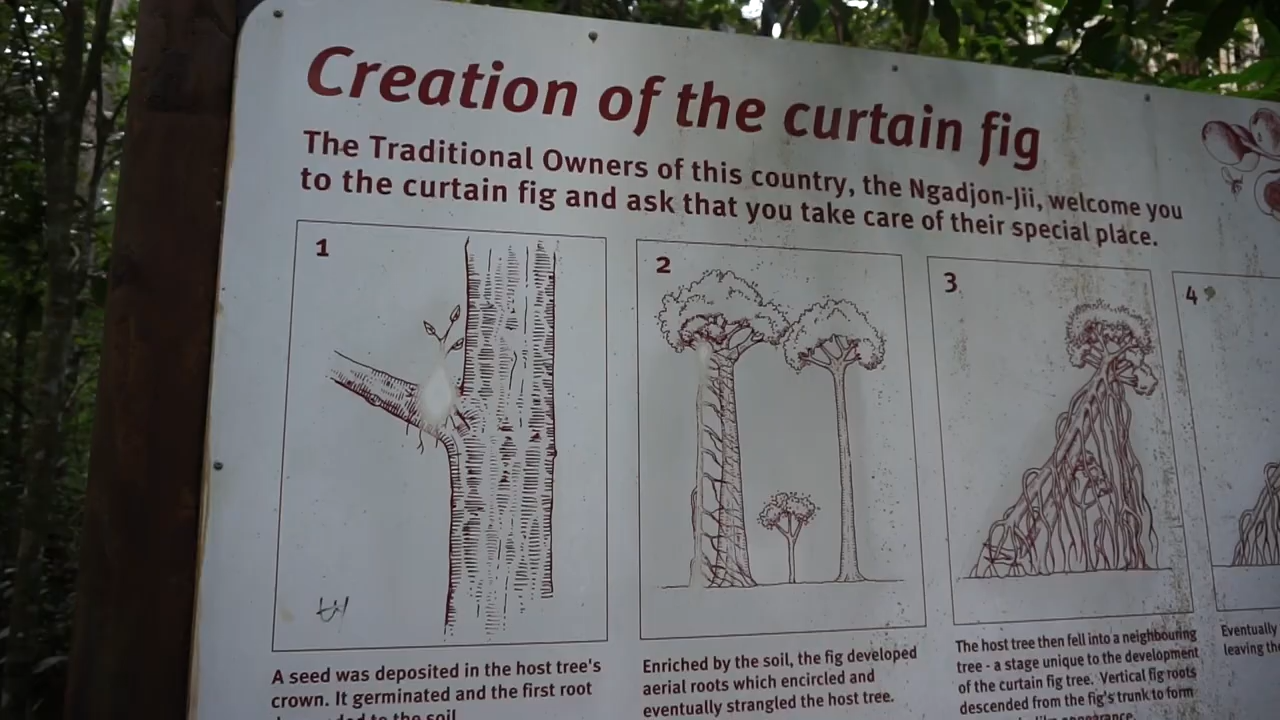 Creation of the curtain fig
The Traditional Owners of this country, the Ngadjon-Jii, welcome you
to the curtain fig and ask that you take care of their special place.
1
2
3
4
A seed was deposited in the host tree's
crown. It germinated and the first root
to the soil
Enriched by the soil, the fig developed
aerial roots which encircled and
eventually strangled the host tree.
The host tree then fell into a neighbouring
tree - a stage unique to the development
of the curtain fig tree. Vertical fig roots
descended from the fig's trunk to form
appearance.
Eventually
leaving